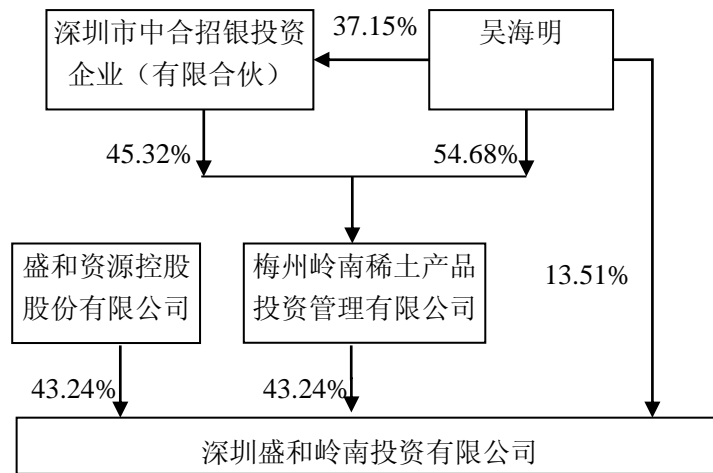 深圳市中合招银投资
企业（有限合伙）
37.15%
吴海明
45.32%
54.68%
盛和资源控股
股份有限公司
梅州岭南稀土产品
投资管理有限公司
13.51%
43.24%
43.24%
深圳盛和岭南投资有限公司